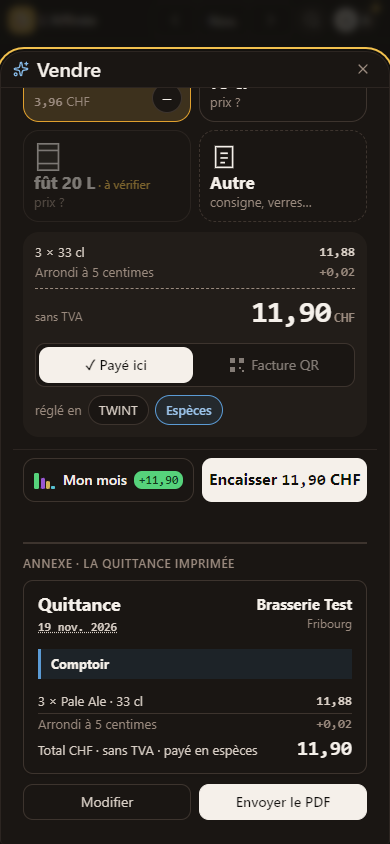 Vendre
3,96 CHF
prix ?
fût 20 L · à vérifier
prix ?
Autre
consigne, verres...
3 × 33 cl 11,88
Arrondi à 5 centimes +0,02
sans TVA 11,90 CHF
✓ Payé ici Facture QR
réglé en TWINT Espèces
Mon mois +11,90 Encaisser 11,90 CHF
ANNEXE · LA QUITTANCE IMPRIMÉE
Quittance Brasserie Test
19 nov. 2026 Fribourg
Comptoir
3 × Pale Ale · 33 cl 11,88
Arrondi à 5 centimes +0,02
Total CHF · sans TVA · payé en espèces 11,90
Modifier Envoyer le PDF